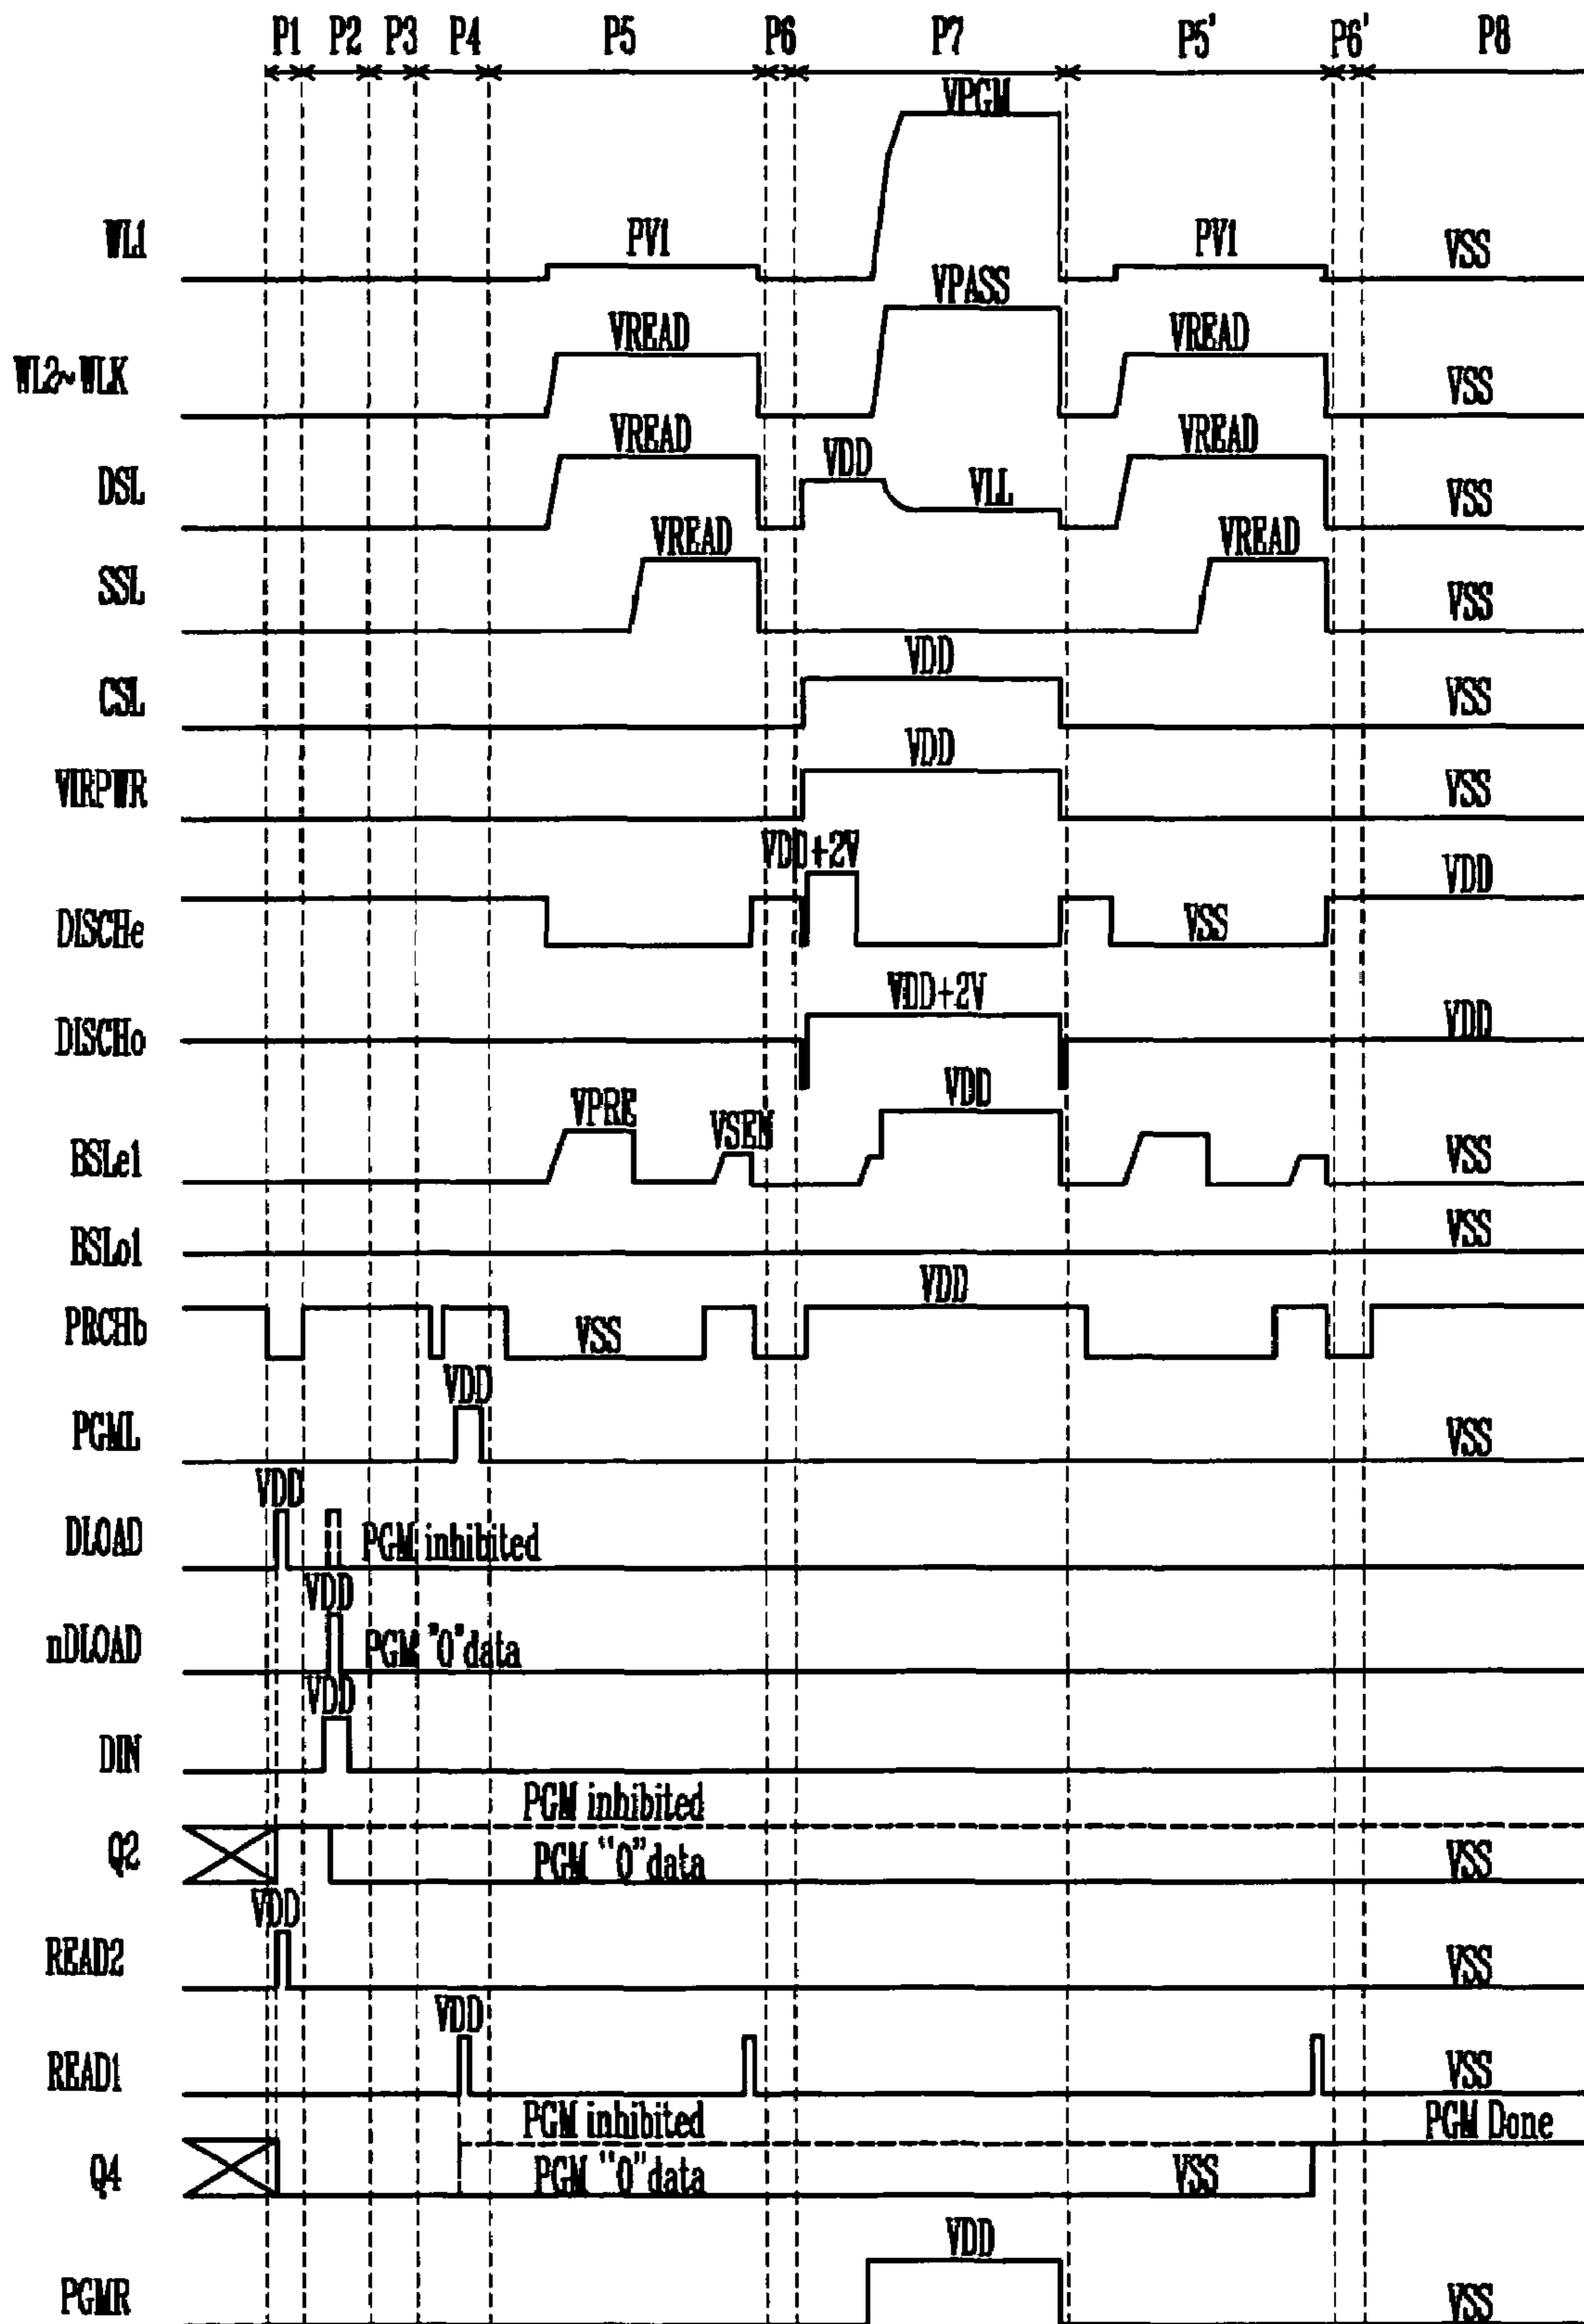 P1 P2 P3 P4 P5 P6 P7 P5' P6' P8
VPGM
WL1 PV1 PV1 VSS
VPASS
WL2~WLK VREAD VREAD VSS
DSL VREAD VDD VLL VREAD VSS
SSL VREAD VREAD VSS
CSL VDD VSS
VIRPWR VDD VSS
VDD+2V
DISCHe VSS VDD
DISCHo VDD+2V VDD
BSLe1 VPRE VSEN VDD VSS
BSLo1 VSS
PRCHb VSS VDD
PGML VDD VSS
VDD
DLOAD PGM inhibited
VDD
nDLOAD PGM "0"data
VDD
DIN
PGM inhibited
Q2 PGM "0"data VSS
VDD
READ2 VSS
VDD
READ1 VSS
PGM inhibited PGM Done
Q4 PGM "0"data VSS
VDD
PGMR VSS